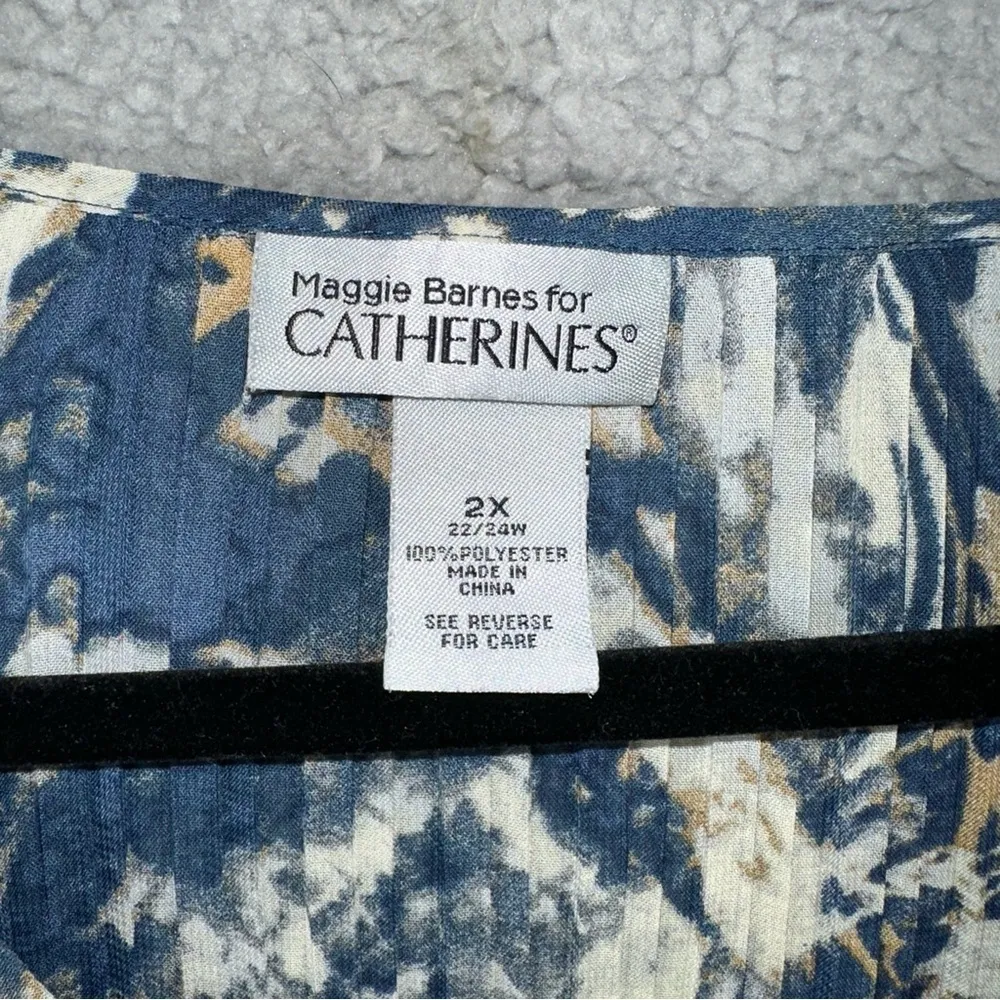 Maggie Barnes for
CATHERINES®
2X
22/24W
100%POLYESTER
MADE IN
CHINA
SEE REVERSE
FOR CARE